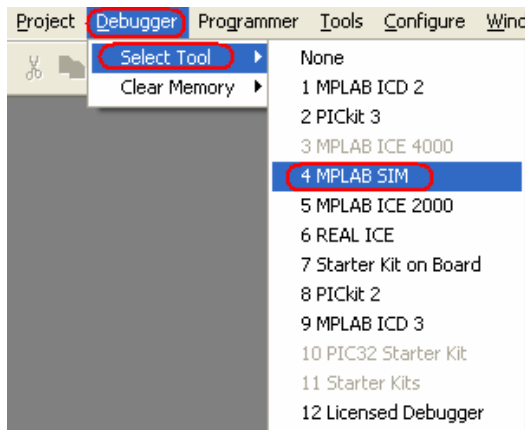 Project Debugger Programmer Tools Configure
Select Tool
Clear Memory
None
1 MPLAB ICD 2
2 PICkit 3
3 MPLAB ICE 4000
4 MPLAB SIM
5 MPLAB ICE 2000
6 REAL ICE
7 Starter Kit on Board
8 PICkit 2
9 MPLAB ICD 3
10 PIC32 Starter Kit
11 Starter Kits
12 Licensed Debugger